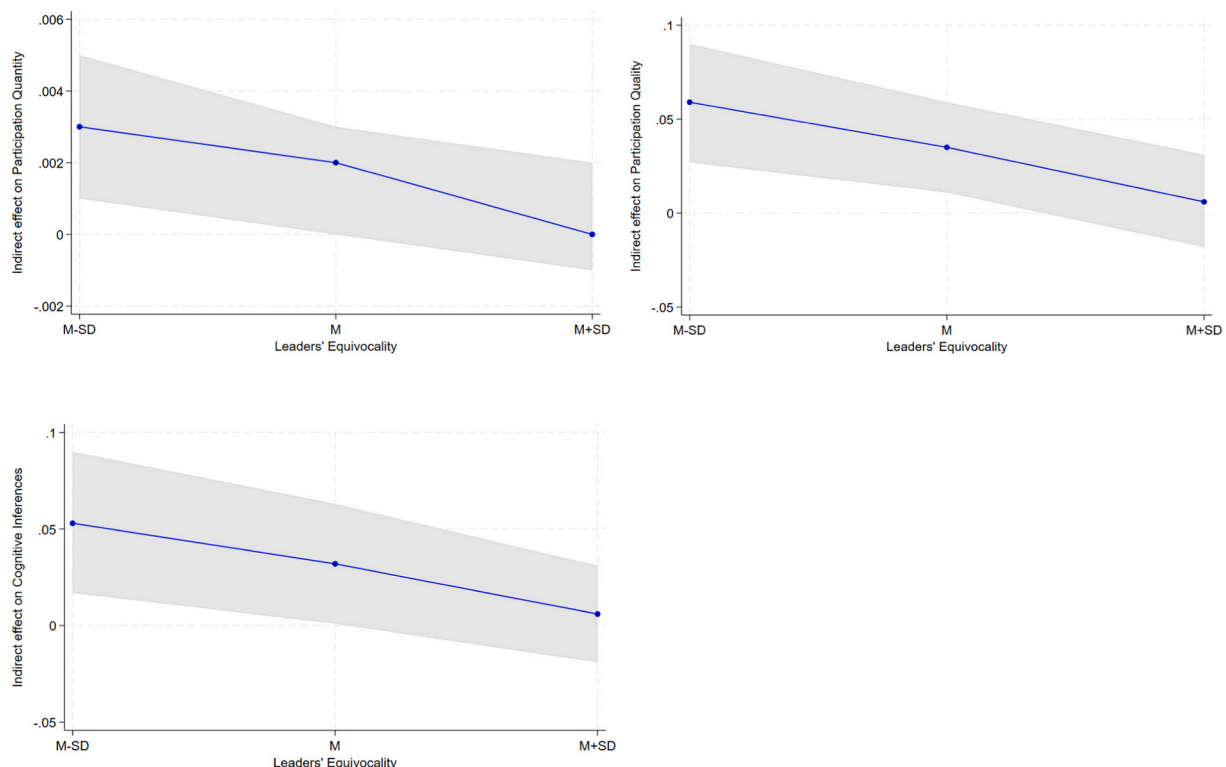 Indirect effect on Participation Quantity
.006
.004
.002
0
-.002
M-SD
M
M+SD
Leaders' Equivocality
Indirect effect on Participation Quality
.1
.05
0
-.05
M-SD
M
M+SD
Leaders' Equivocality
Indirect effect on Cognitive Inferences
.1
.05
0
-.05
M-SD
M
M+SD
Leaders' Equivocality